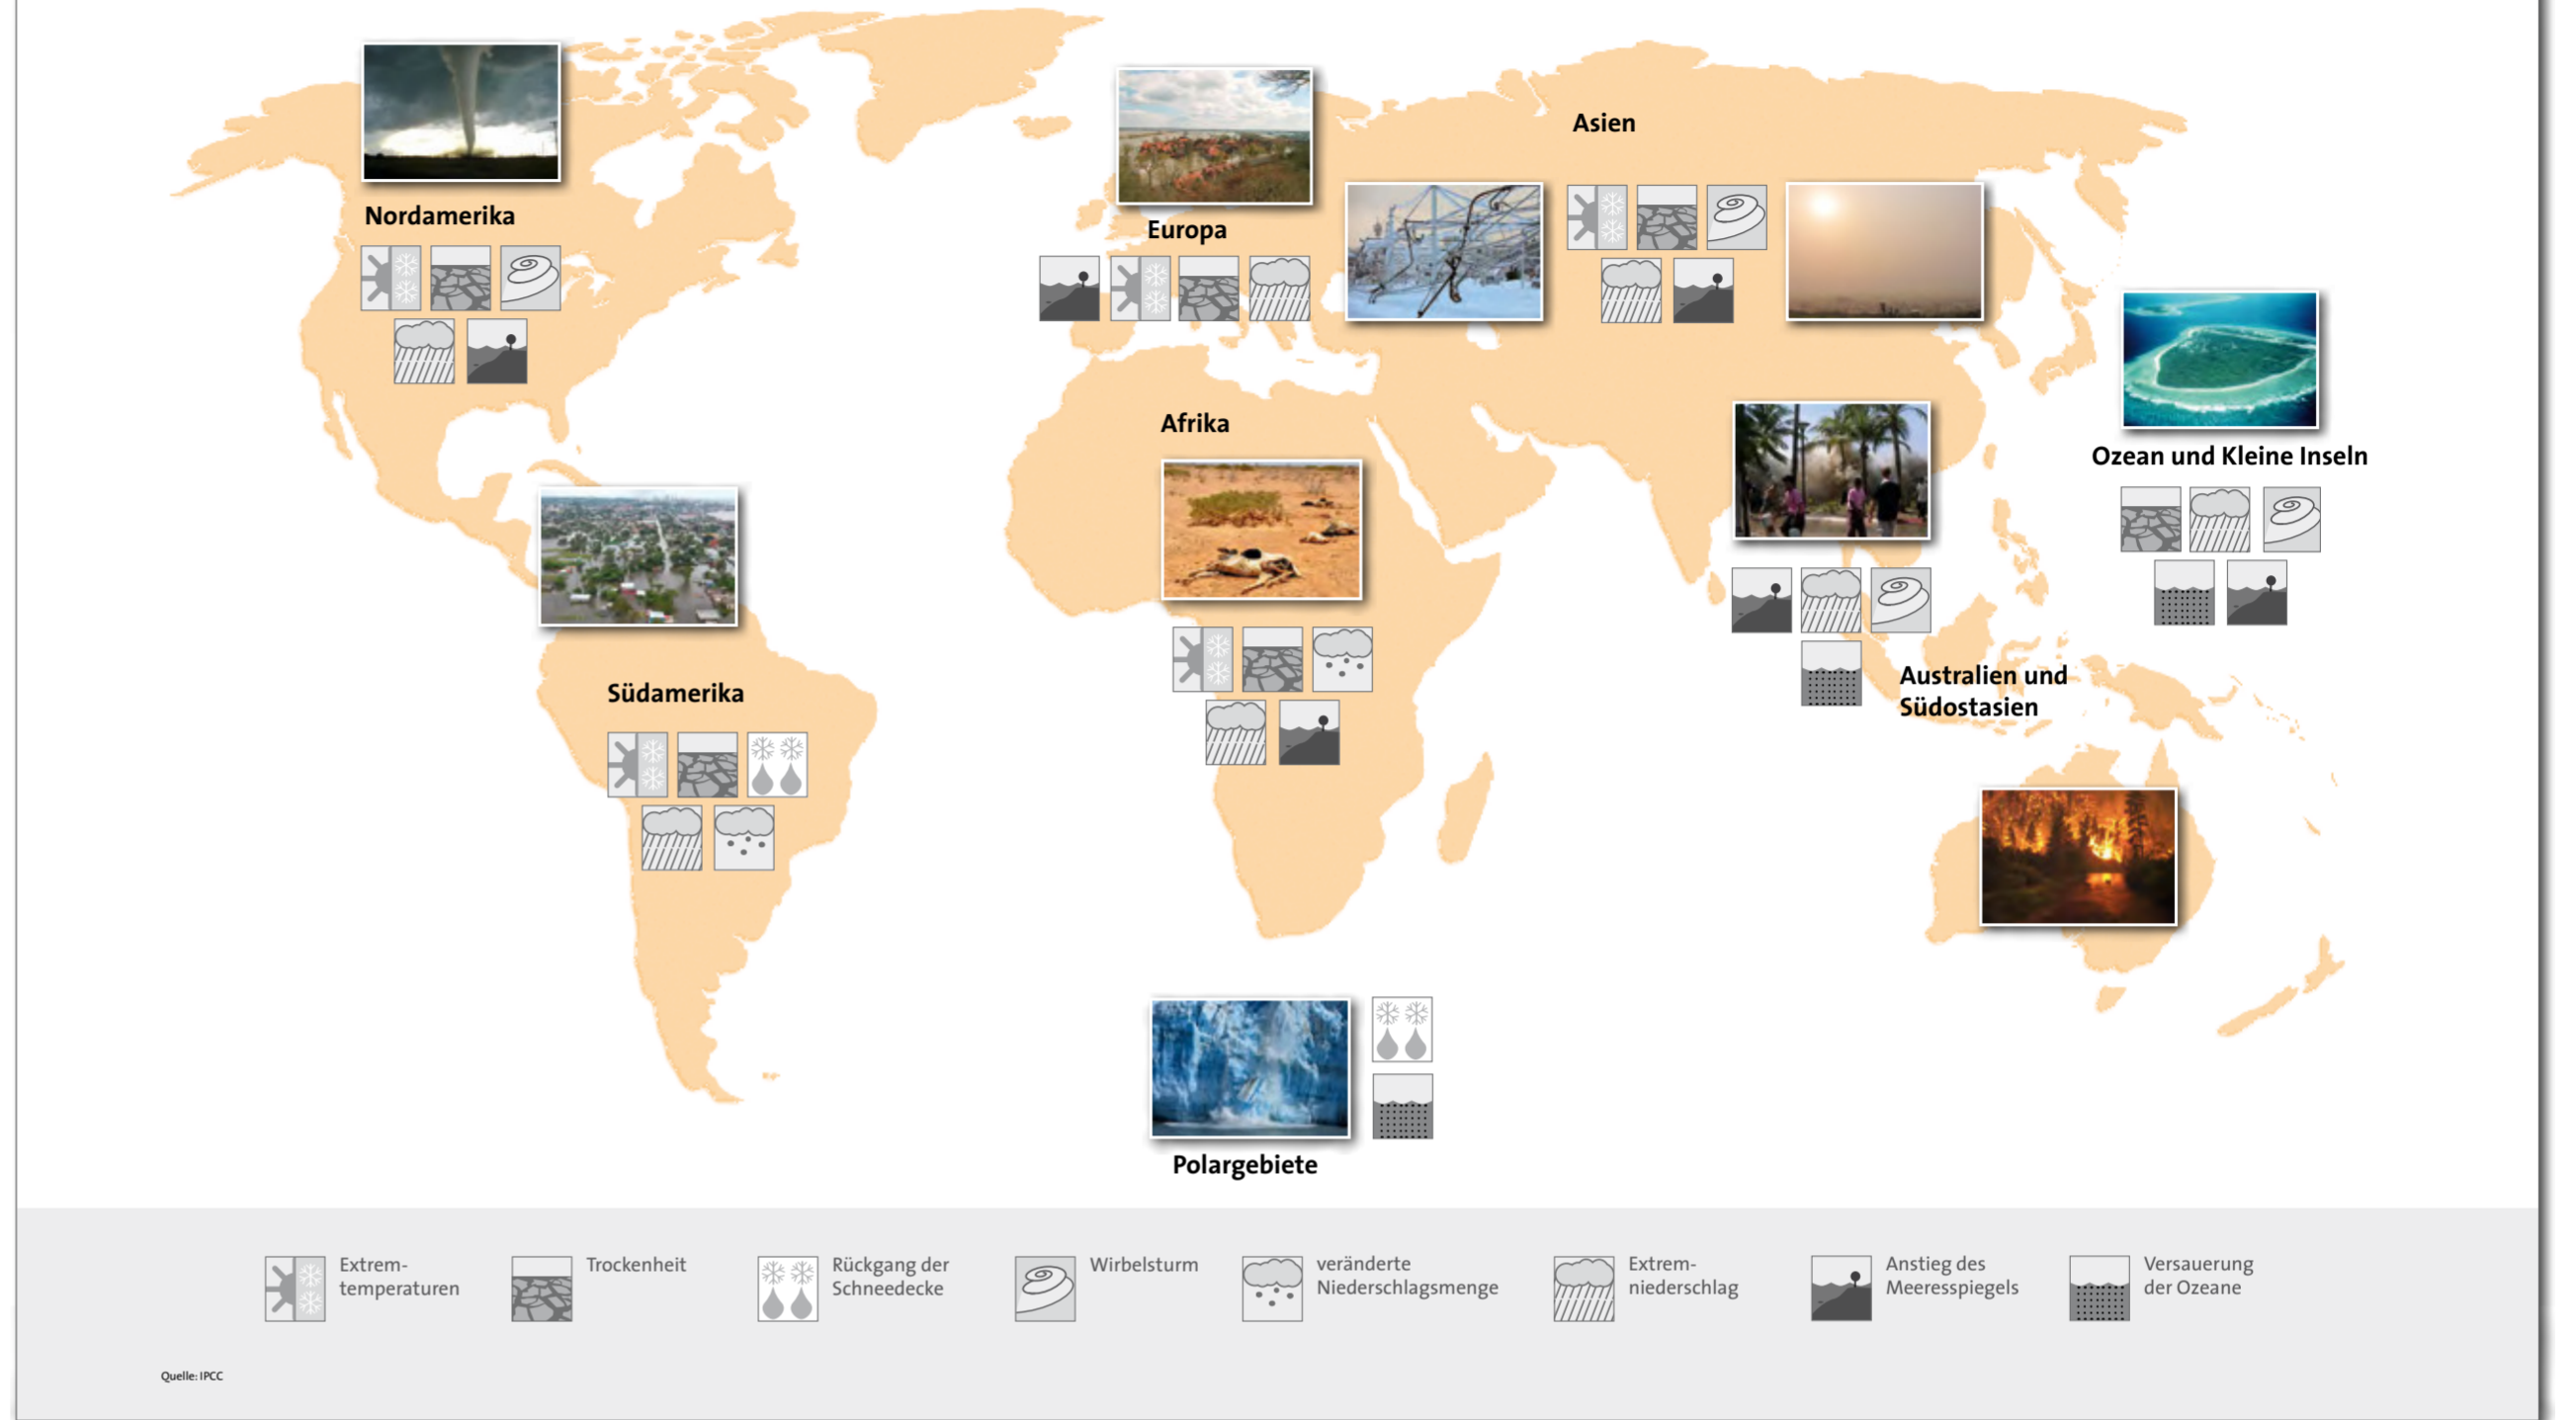 Asien
Nordamerika
Europa
Afrika
Ozean und Kleine Inseln
Südamerika
Australien und
Südostasien
Polargebiete
Extrem-
temperaturen
Trockenheit
Rückgang der
Schneedecke
Wirbelsturm
veränderte
Niederschlagsmenge
Extrem-
niederschlag
Anstieg des
Meeresspiegels
Versauerung
der Ozeane
Quelle: IPCC